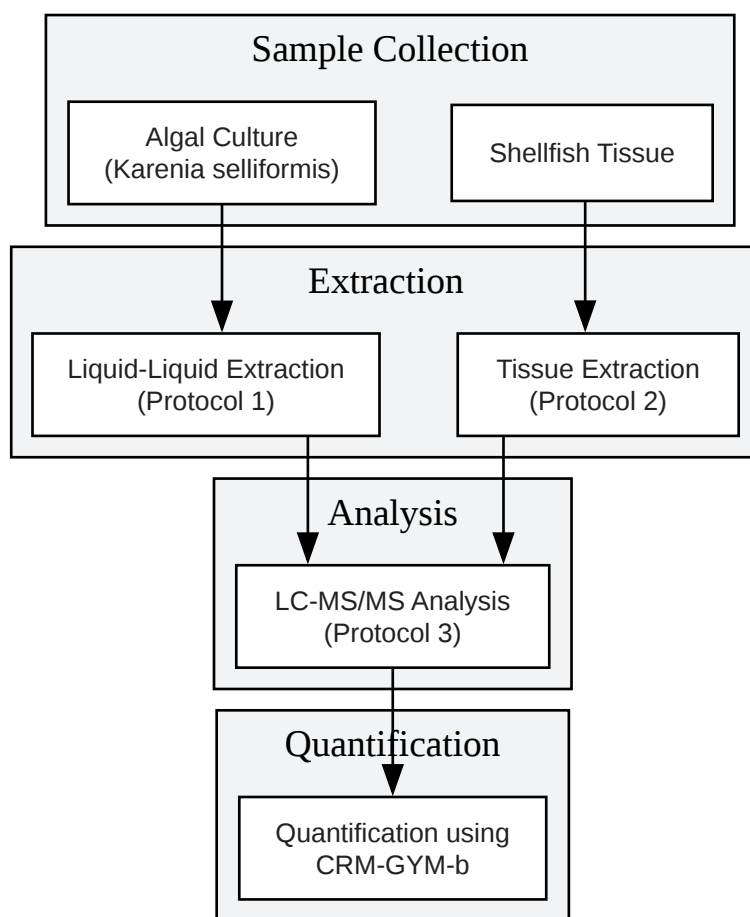 Sample Collection
Algal Culture
(Karenia selliformis)
Shellfish Tissue
Extraction
Liquid-Liquid Extraction
(Protocol 1)
Tissue Extraction
(Protocol 2)
Analysis
LC-MS/MS Analysis
(Protocol 3)
Quantification
Quantification using
CRM-GYM-b